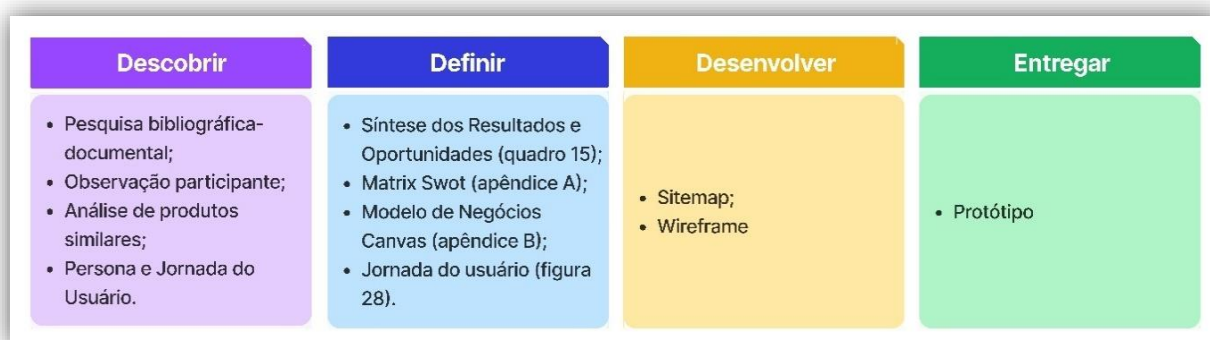 Descobrir
• Pesquisa bibliográfica-
documental;
• Observação participante;
• Análise de produtos
similares;
• Persona e Jornada do
Usuário.
Definir
• Síntese dos Resultados e
Oportunidades (quadro 15);
• Matrix Swot (apêndice A);
• Modelo de Negócios
Canvas (apêndice B);
• Jornada do usuário (figura
28).
Desenvolver
• Sitemap;
• Wireframe
Entregar
• Protótipo